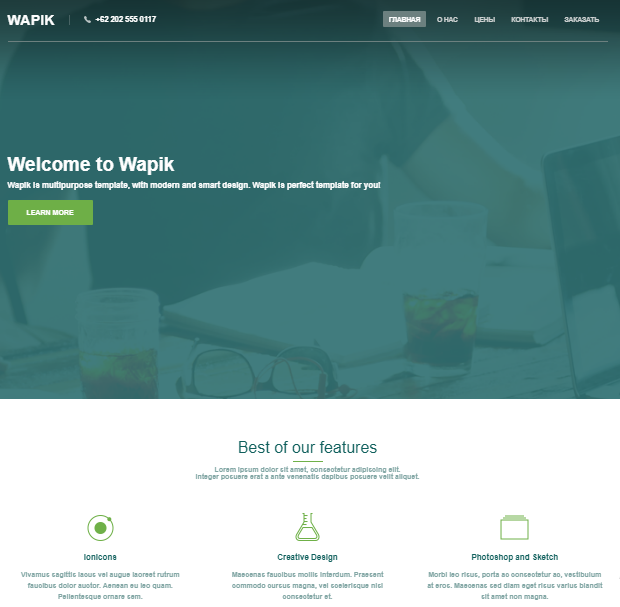 WAPIK
+62 202 555 0117
ГЛАВНАЯ О НАС ЦЕНЫ КОНТАКТЫ ЗАКАЗАТЬ
Welcome to Wapik
Wapik is multipurpose template, with modern and smart design. Wapik is perfect template for you!
LEARN MORE
Best of our features
Lorem ipsum dolor sit amet, consectetur adipiscing elit.
Integer posuere erat a ante venenatis dapibus posuere velit aliquet.
Ionicons
Vivamus sagittis lacus vel augue laoreet rutrum
faucibus dolor auctor. Aenean eu leo quam.
Pellentesque ornare sem.
Creative Design
Maecenas faucibus mollis interdum. Praesent
commodo cursus magna, vel scelerisque nisl
consectetur et.
Photoshop and Sketch
Morbi leo risus, porta ac consectetur ac, vestibulum
at eros. Maecenas sed diam eget risus varius blandit
sit amet non magna.